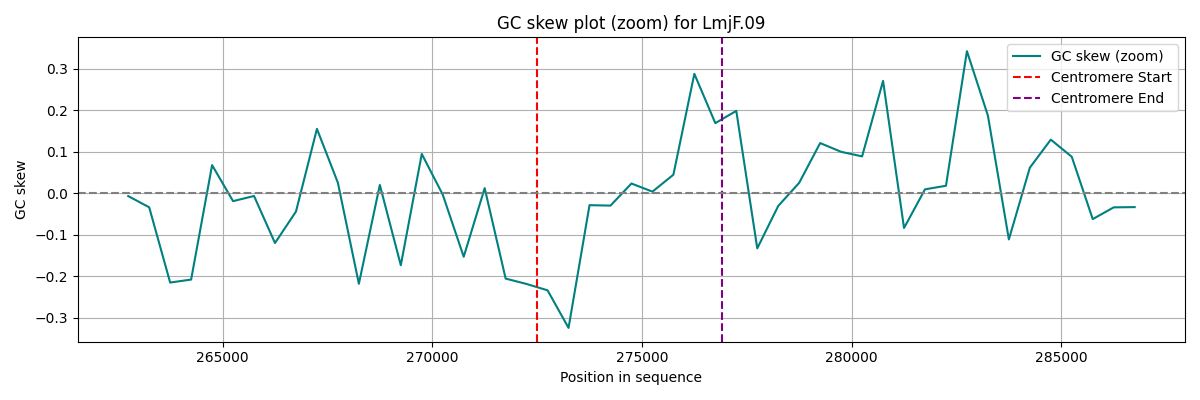 GC skew plot (zoom) for LmjF.09
GC skew
0.3
0.2
0.1
0.0
−0.1
−0.2
−0.3
GC skew (zoom)
Centromere Start
Centromere End
265000 270000 275000 280000 285000
Position in sequence